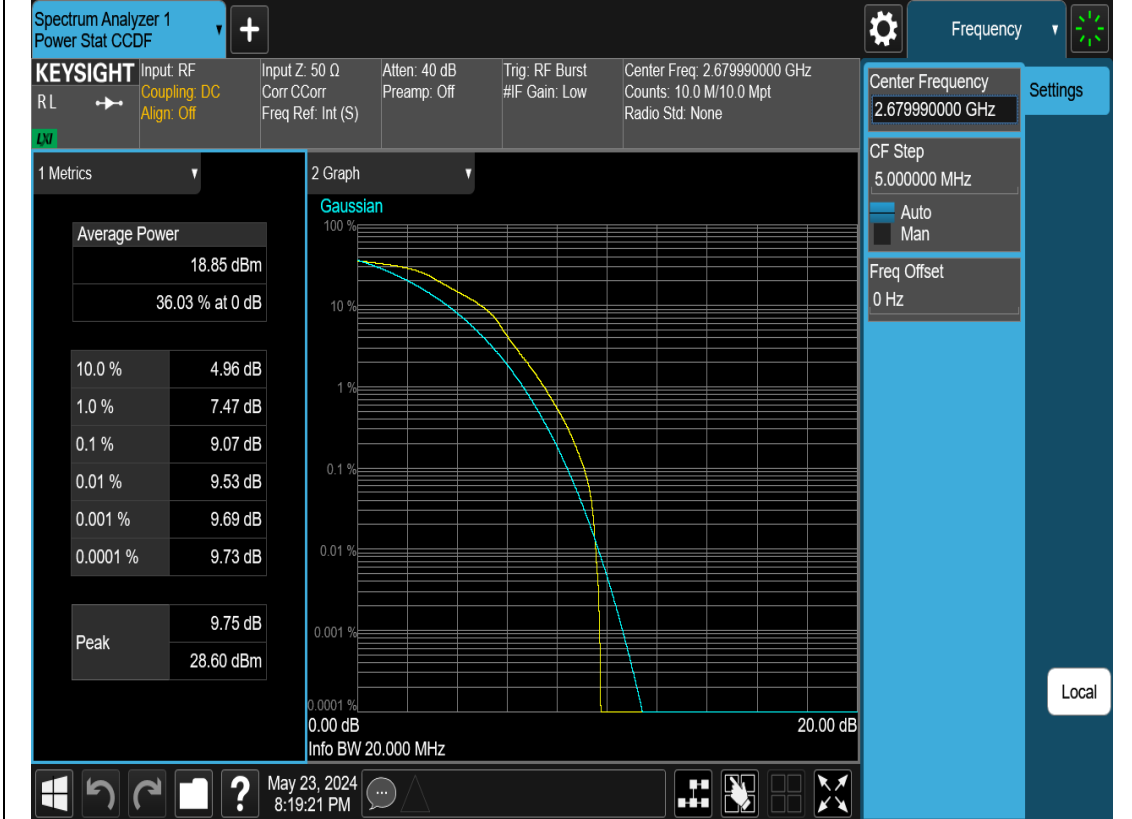 Spectrum Analyzer 1
Power Stat CCDF
Frequency
KEYSIGHT
RL
LXI
Input: RF
Coupling: DC
Align: Off
Input Z: 50 Ω
Corr CCorr
Freq Ref: Int (S)
Atten: 40 dB
Preamp: Off
Trig: RF Burst
#IF Gain: Low
Center Freq: 2.679990000 GHz
Counts: 10.0 M/10.0 Mpt
Radio Std: None
Center Frequency
2.679990000 GHz
Settings
CF Step
5.000000 MHz
Auto
Man
Freq Offset
0 Hz
Local
1 Metrics
Average Power
18.85 dBm
36.03 % at 0 dB
10.0 % 4.96 dB
1.0 % 7.47 dB
0.1 % 9.07 dB
0.01 % 9.53 dB
0.001 % 9.69 dB
0.0001 % 9.73 dB
Peak
9.75 dB
28.60 dBm
2 Graph
Gaussian
100 %
10 %
1 %
0.1 %
0.01 %
0.001 %
0.0001 %
0.00 dB 20.00 dB
Info BW 20.000 MHz
? May 23, 2024
8:19:21 PM